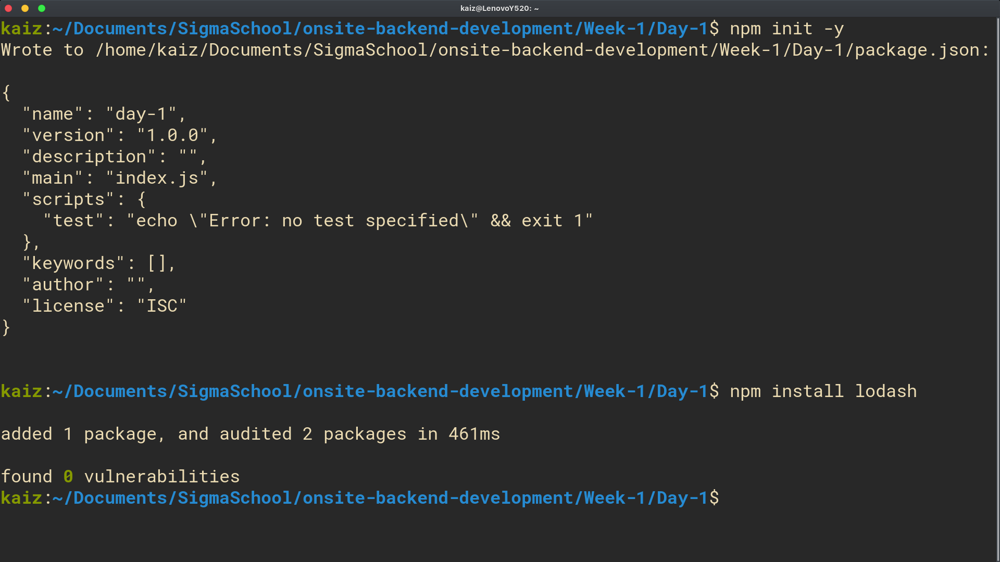 kaiz@LenovoY520: ~
kaiz:~/Documents/SigmaSchool/onsite-backend-development/Week-1/Day-1$ npm init -y
Wrote to /home/kaiz/Documents/SigmaSchool/onsite-backend-development/Week-1/Day-1/package.json:
{
  "name": "day-1",
  "version": "1.0.0",
  "description": "",
  "main": "index.js",
  "scripts": {
    "test": "echo \"Error: no test specified\" && exit 1"
  },
  "keywords": [],
  "author": "",
  "license": "ISC"
}
kaiz:~/Documents/SigmaSchool/onsite-backend-development/Week-1/Day-1$ npm install lodash
added 1 package, and audited 2 packages in 461ms
found 0 vulnerabilities
kaiz:~/Documents/SigmaSchool/onsite-backend-development/Week-1/Day-1$